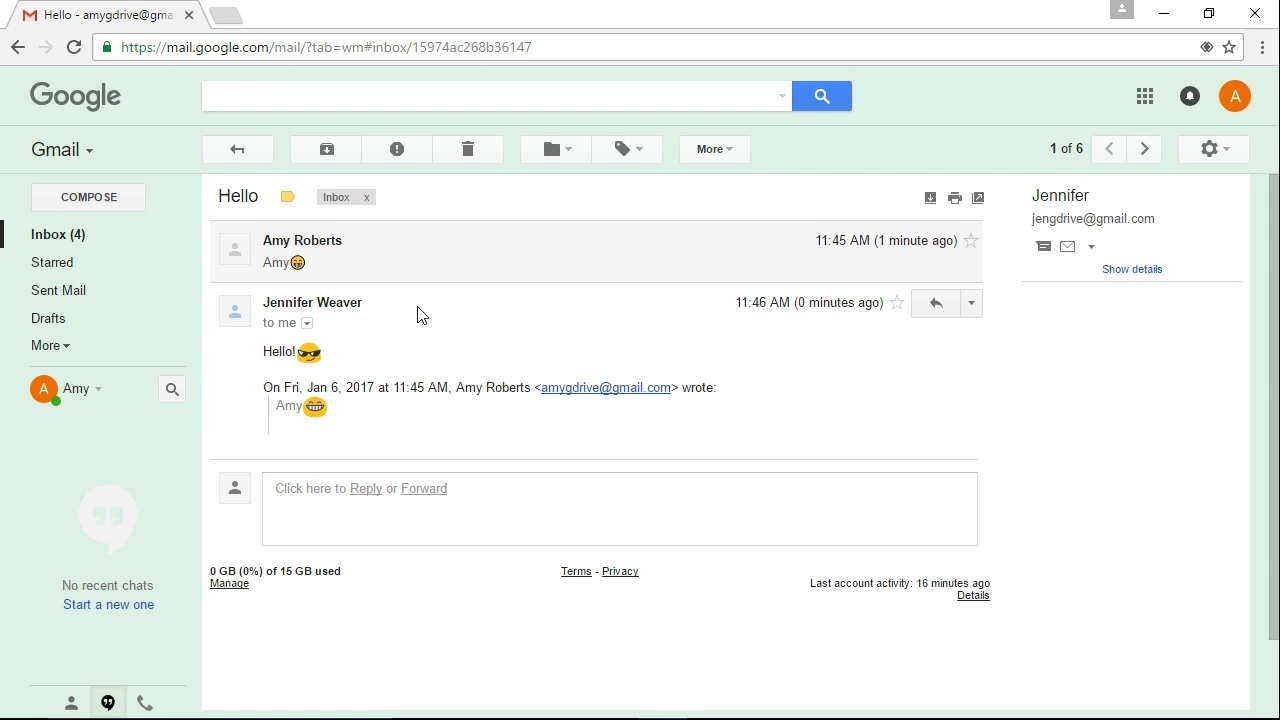 Hello - amygdrive@gma
https://mail.google.com/mail/?tab=wm#inbox/15974ac268b36147
Google
A
Gmail
More
1 of 6
COMPOSE
Inbox (4)
Starred
Sent Mail
Drafts
More
A Amy
No recent chats
Start a new one
Hello Inbox x
Amy Roberts 11:45 AM (1 minute ago)
Amy😁
Jennifer Weaver 11:46 AM (0 minutes ago)
to me
Hello!😎
On Fri, Jan 6, 2017 at 11:45 AM, Amy Roberts <amygdrive@gmail.com> wrote:
Amy😁
Click here to Reply or Forward
0 GB (0%) of 15 GB used
Manage
Terms - Privacy
Last account activity: 16 minutes ago
Details
Jennifer
jengdrive@gmail.com
Show details